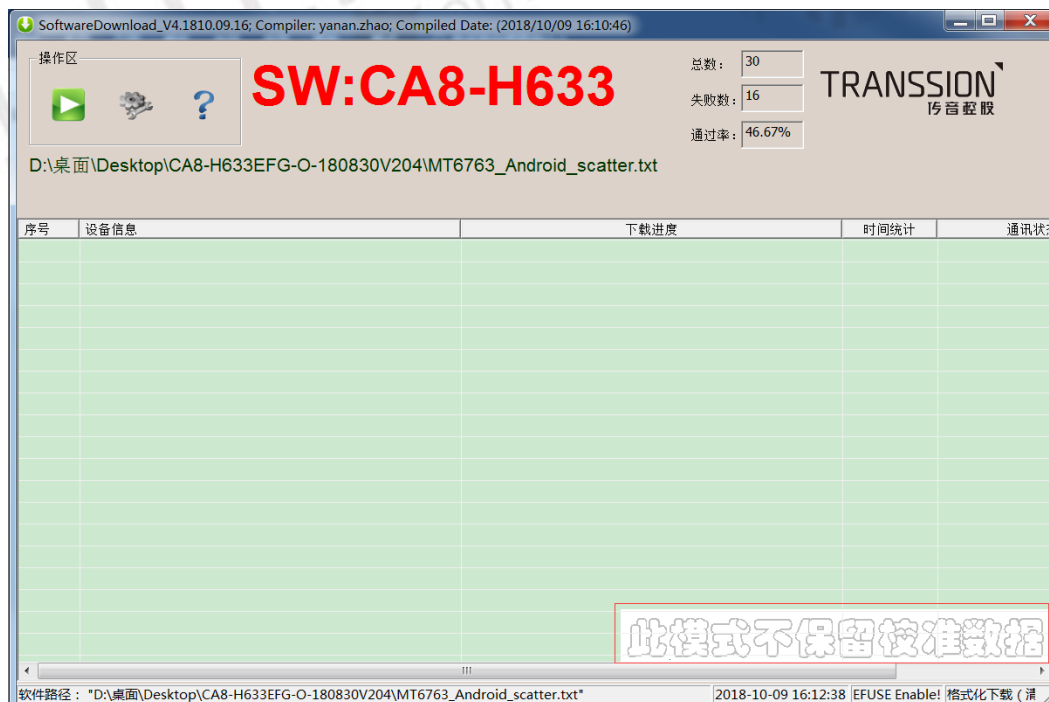 SoftwareDownload_V4.1810.09.16; Compiler: yanan.zhao; Compiled Date: (2018/10/09 16:10:46)
操作区
SW:CA8-H633
总数: 30
失败数: 16
通过率: 46.67%
TRANSSION
传音控股
D:\桌面\Desktop\CA8-H633EFG-O-180830V204\MT6763_Android_scatter.txt
序号 设备信息 下载进度 时间统计 通讯状
此模式不保留校准数据
软件路径: "D:\桌面\Desktop\CA8-H633EFG-O-180830V204\MT6763_Android_scatter.txt" 2018-10-09 16:12:38 EFUSE Enable! 格式化下载 ( 清